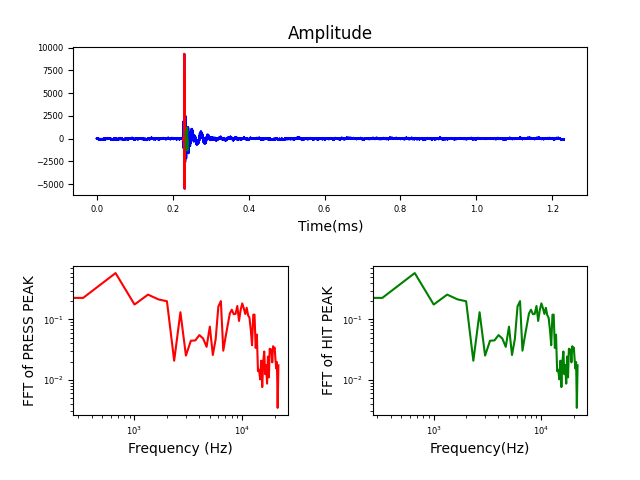 Amplitude
10000
7500
5000
2500
0
−2500
−5000
0.0 0.2 0.4 0.6 0.8 1.0 1.2
Time(ms)
FFT of PRESS PEAK
10⁻¹
10⁻²
10³ 10⁴
Frequency (Hz)
FFT of HIT PEAK
10⁻¹
10⁻²
10³ 10⁴
Frequency(Hz)